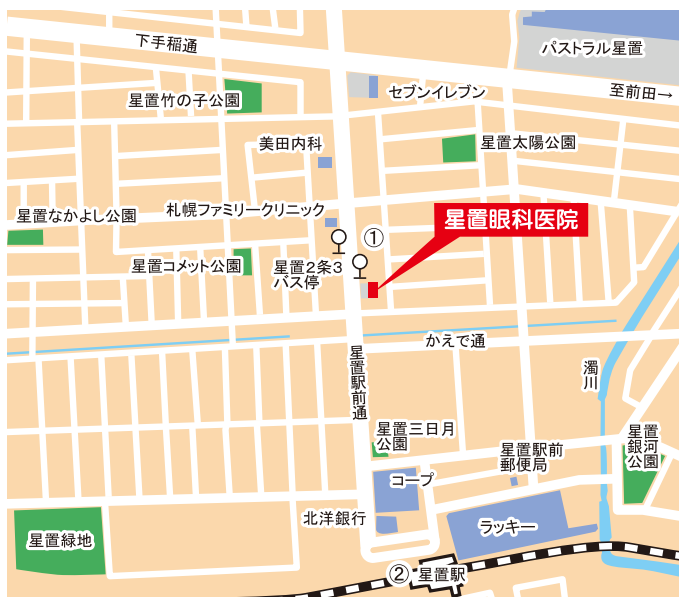 下手稲通
パストラル星置
セブンイレブン
至前田→
星置竹の子公園
美田内科
星置太陽公園
札幌ファミリークリニック
星置眼科医院
星置なかよし公園
①
星置コメット公園
星置2条3
バス停
かえで通
星置駅前通
濁川
星置三日月
公園
星置駅前
郵便局
星置
銀河
公園
コープ
北洋銀行
ラッキー
星置緑地
②
星置駅